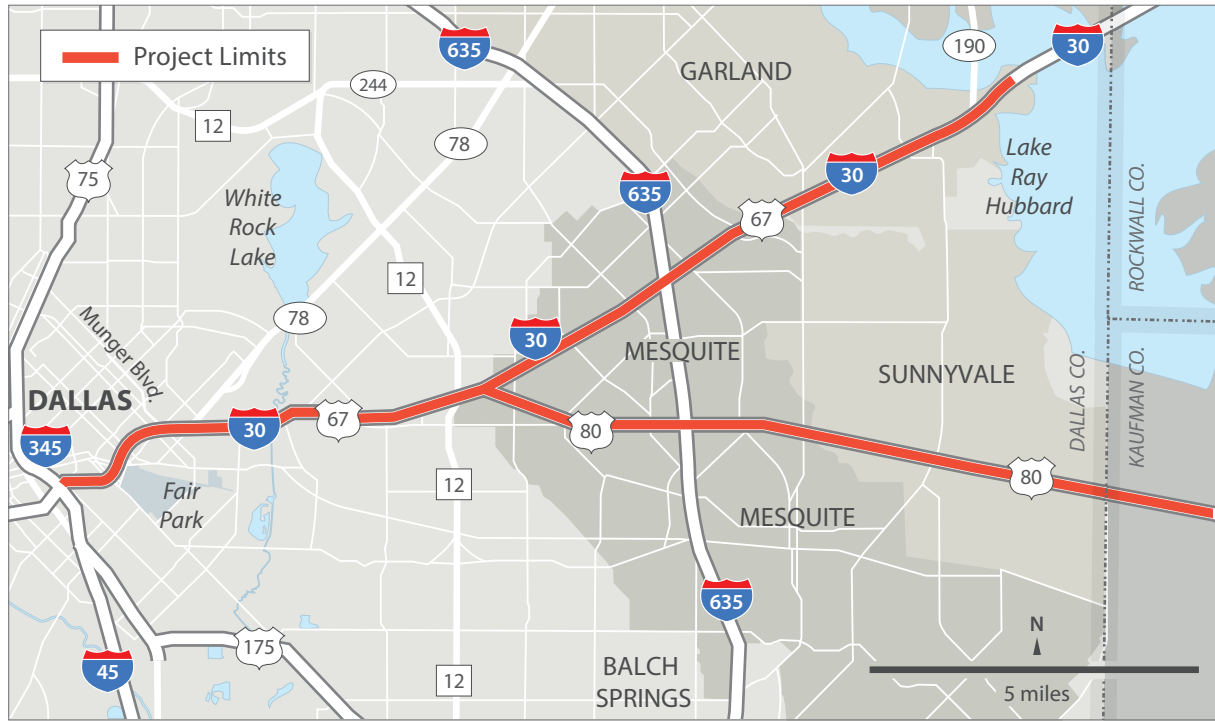 Project Limits
635
190
30
GARLAND
244
12
78
30
Lake
Ray
Hubbard
75
635
White
Rock
Lake
67
ROCKWALL CO.
12
78
30
Munger Blvd.
MESQUITE
SUNNYVALE
DALLAS CO.
KAUFMAN CO.
DALLAS
30
67
80
345
80
Fair
Park
12
MESQUITE
635
N
175
45
12
BALCH
SPRINGS
5 miles